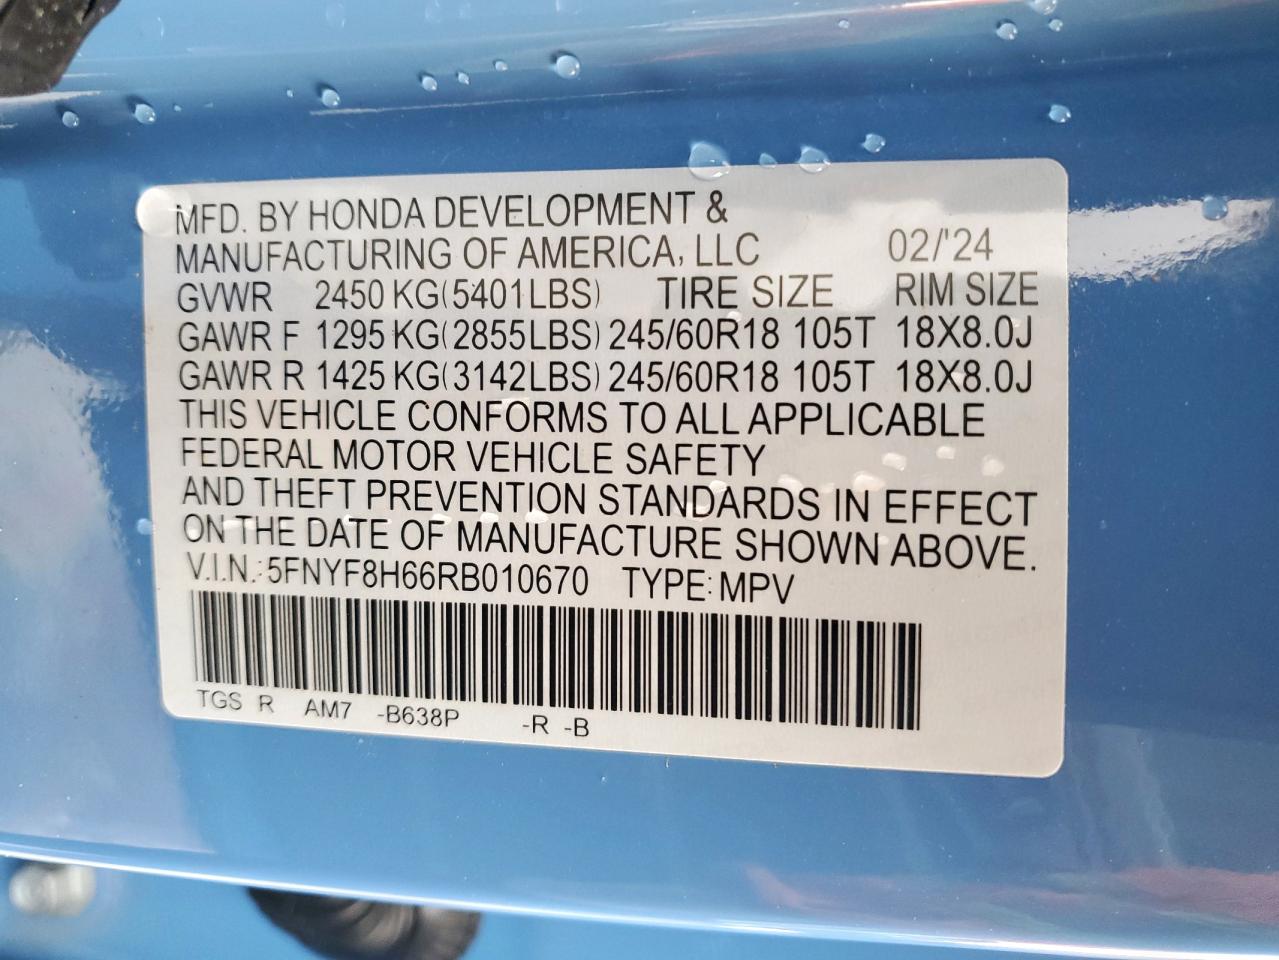 MFD. BY HONDA DEVELOPMENT &
MANUFACTURING OF AMERICA, LLC 02/'24
GVWR 2450 KG(5401LBS) TIRE SIZE RIM SIZE
GAWR F 1295 KG(2855LBS) 245/60R18 105T 18X8.0J
GAWR R 1425 KG(3142LBS) 245/60R18 105T 18X8.0J
THIS VEHICLE CONFORMS TO ALL APPLICABLE
FEDERAL MOTOR VEHICLE SAFETY
AND THEFT PREVENTION STANDARDS IN EFFECT
ON THE DATE OF MANUFACTURE SHOWN ABOVE.
V.I.N.: 5FNYF8H66RB010670 TYPE: MPV
TGS R AM7 -B638P -R -B